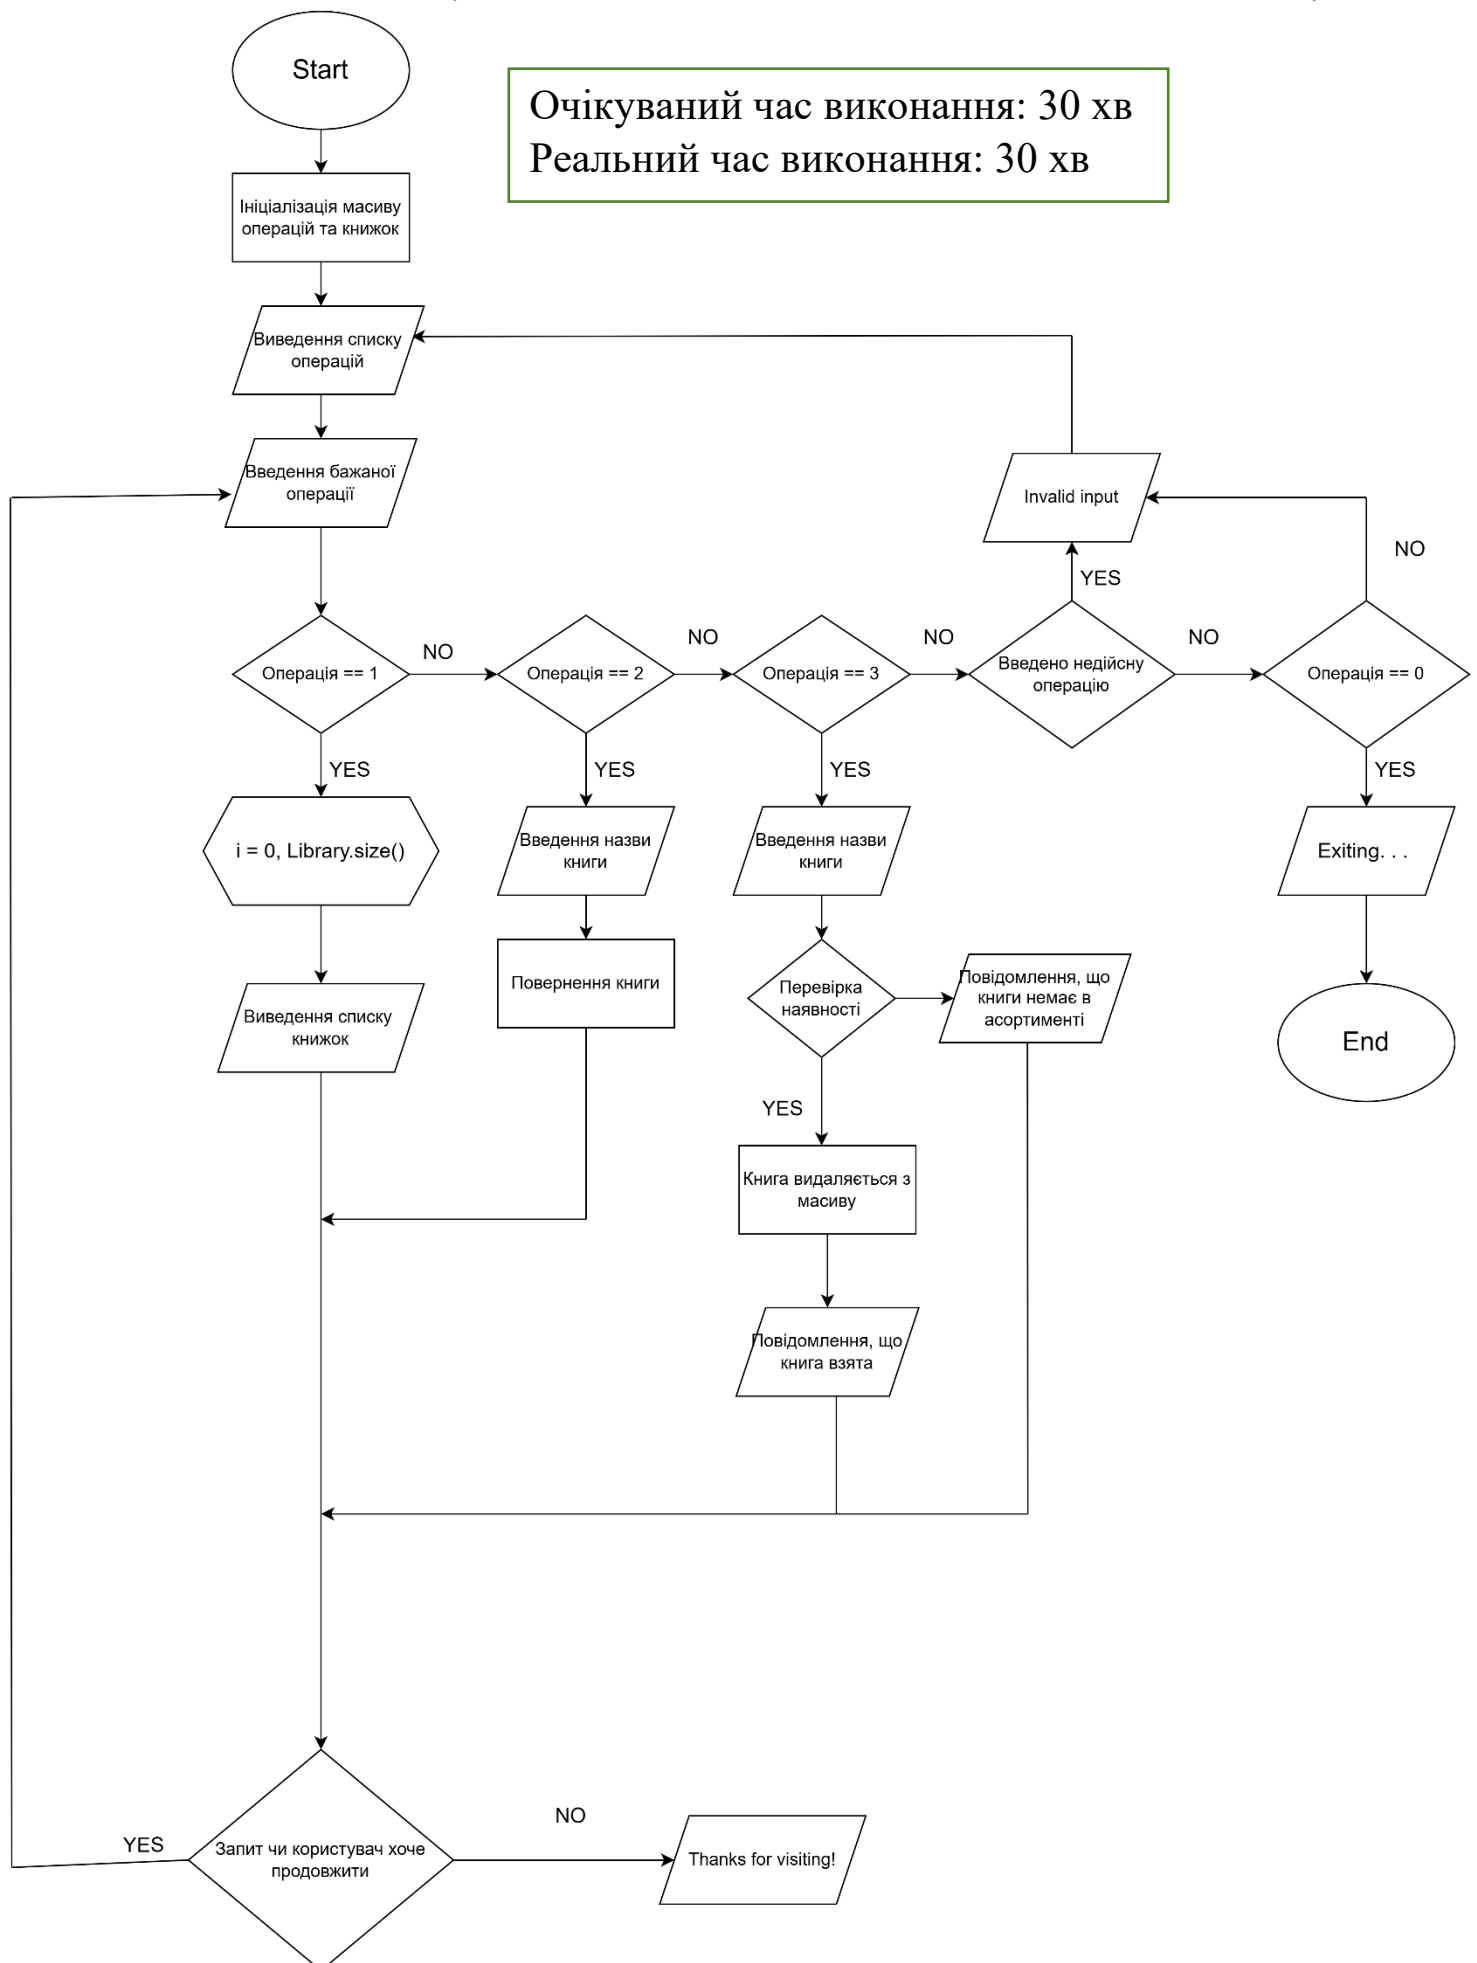 Start
Очікуваний час виконання: 30 хв
Реальний час виконання: 30 хв
Ініціалізація масиву
операцій та книжок
Виведення списку
операцій
Введення бажаної
операції
Invalid input
NO
YES
Операція == 1
NO
Операція == 2
NO
Операція == 3
NO
Введено недійсну
операцію
NO
Операція == 0
YES
YES
YES
YES
i = 0, Library.size()
Введення назви
книги
Введення назви
книги
Exiting. . .
Повернення книги
Перевірка
наявності
Повідомлення, що
книги немає в
асортименті
Виведення списку
книжок
End
YES
Книга видаляється з
масиву
Повідомлення, що
книга взята
YES
Запит чи користувач хоче
продовжити
NO
Thanks for visiting!